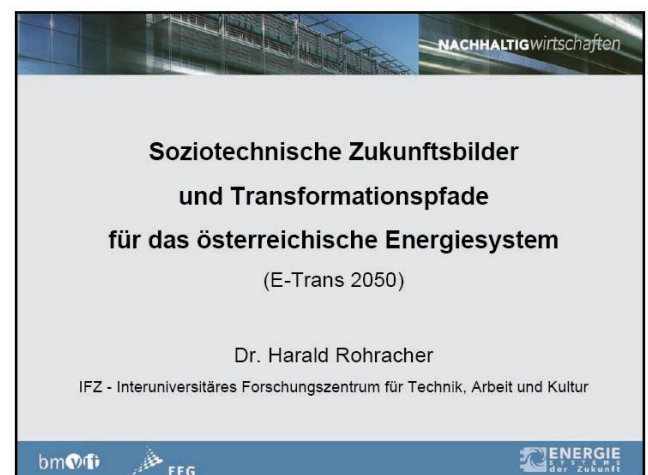 NACHHALTIGwirtschaften
Soziotechnische Zukunftsbilder
und Transformationspfade
für das österreichische Energiesystem
(E-Trans 2050)
Dr. Harald Rohracher
IFZ - Interuniversitäres Forschungszentrum für Technik, Arbeit und Kultur
bmvit
FFG
ENERGIE
SYSTEME
der Zukunft